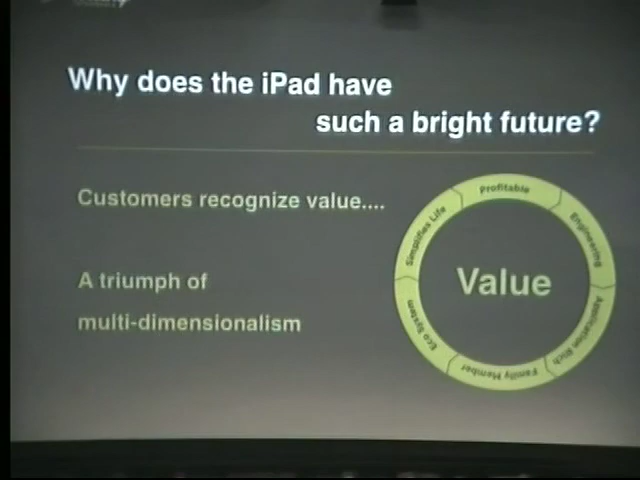 Why does the iPad have
such a bright future?
Customers recognize value....
A triumph of
multi-dimensionalism
Value
Profitable
Engineering
Application Rich
Family Member
Eco System
Simplifies Life